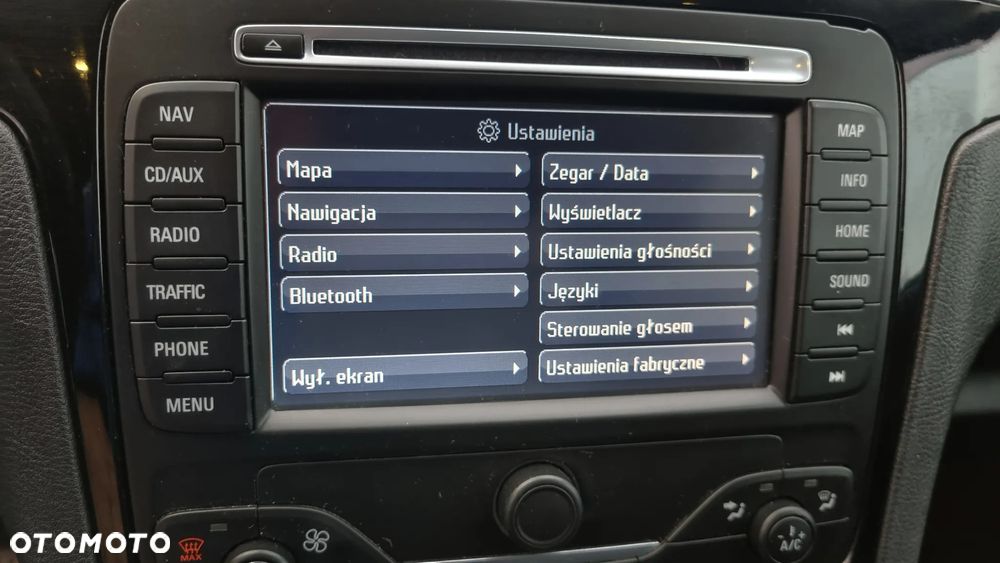 NAV
CD/AUX
RADIO
TRAFFIC
PHONE
MENU
Ustawienia
Mapa
Nawigacja
Radio
Bluetooth
Wył. ekran
Zegar / Data
Wyświetlacz
Ustawienia głośności
Języki
Sterowanie głosem
Ustawienia fabryczne
MAP
INFO
HOME
SOUND
MAX
A/C
OTOMOTO